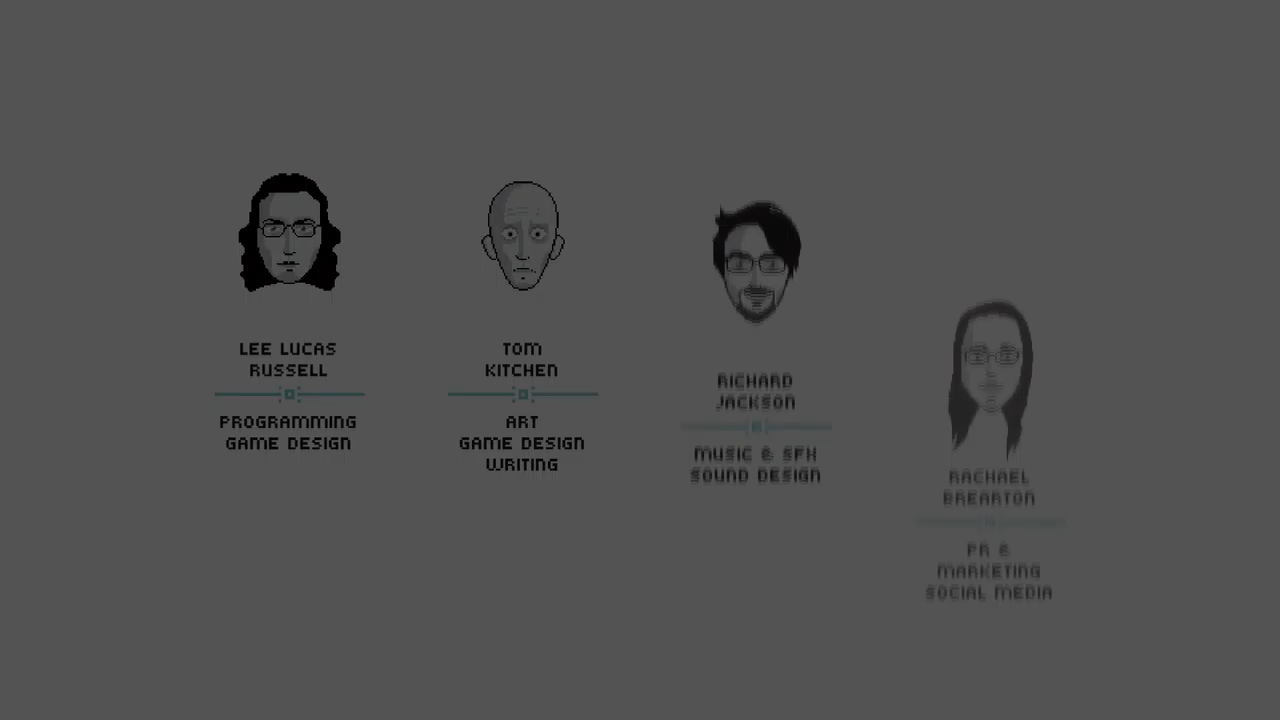 LEE LUCAS
RUSSELL
PROGRAMMING
GAME DESIGN
TOM
KITCHEN
ART
GAME DESIGN
WRITING
RICHARD
JACKSON
MUSIC & SFX
SOUND DESIGN
RACHAEL
BREARTON
PR &
MARKETING
SOCIAL MEDIA